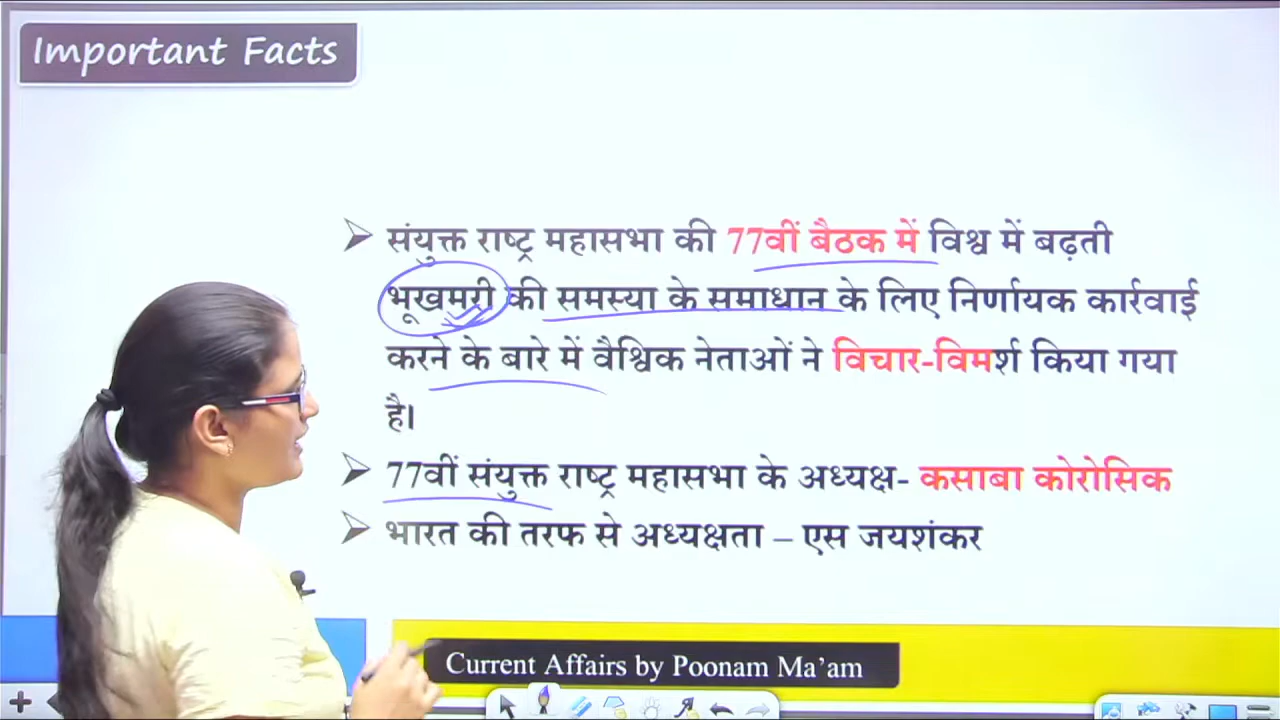 Important Facts
संयुक्त राष्ट्र महासभा की 77वीं बैठक में विश्व में बढ़ती
भूखमरी की समस्या के समाधान के लिए निर्णायक कार्रवाई
करने के बारे में वैश्विक नेताओं ने विचार-विमर्श किया गया
है।
77वीं संयुक्त राष्ट्र महासभा के अध्यक्ष- कसाबा कोरोसिक
भारत की तरफ से अध्यक्षता – एस जयशंकर
Current Affairs by Poonam Ma'am